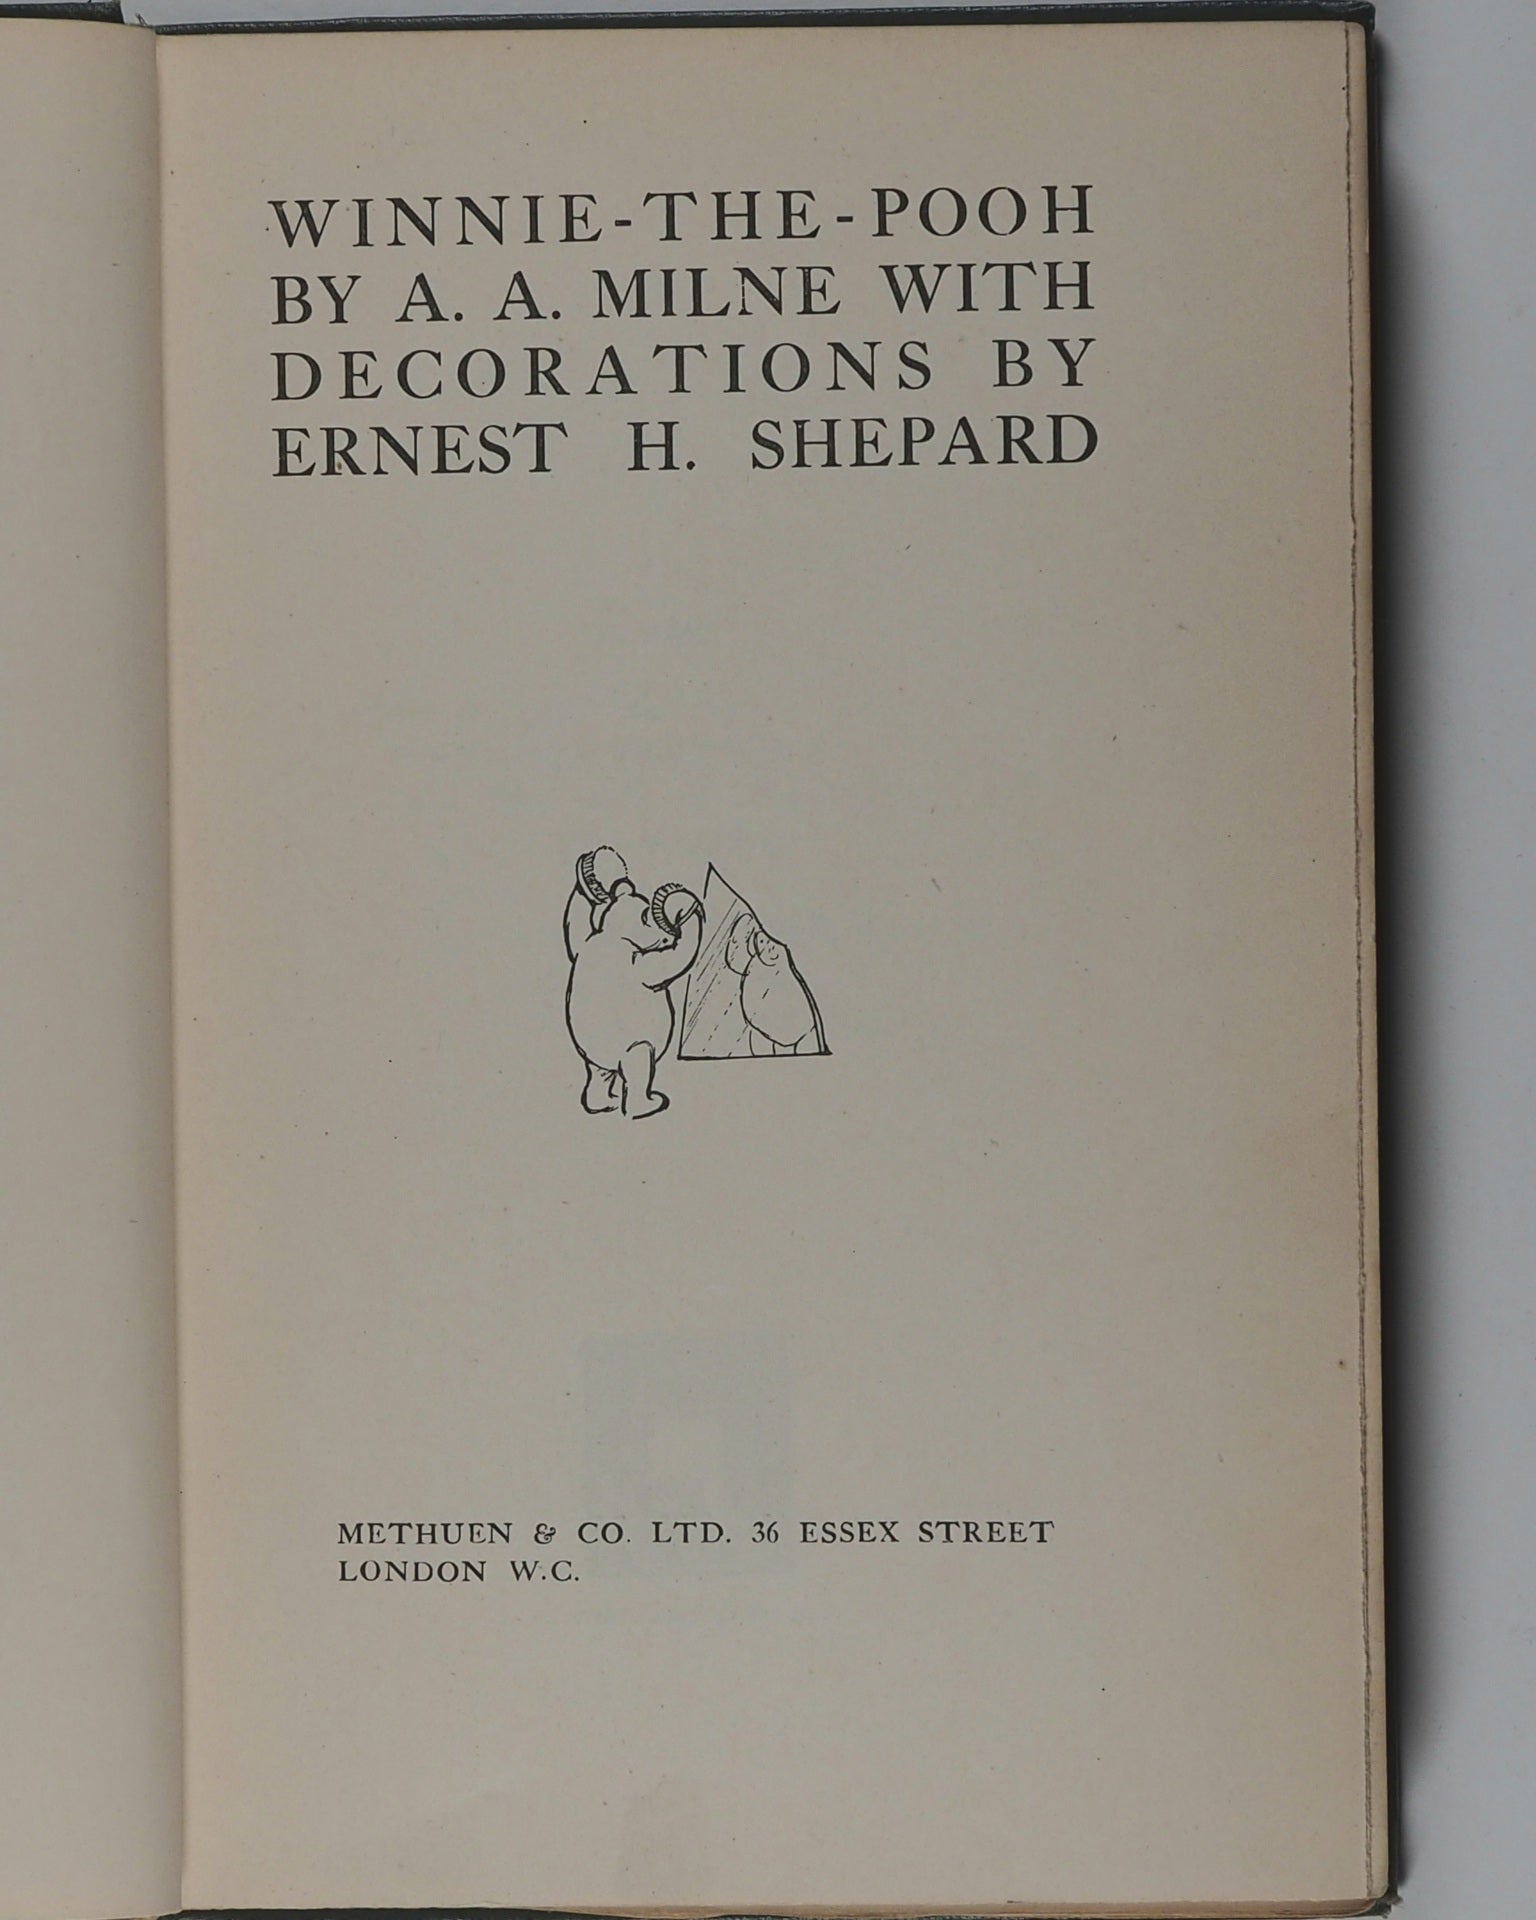 WINNIE-THE-POOH
BY A. A. MILNE WITH
DECORATIONS BY
ERNEST H. SHEPARD
METHUEN & CO. LTD. 36 ESSEX STREET
LONDON W.C.